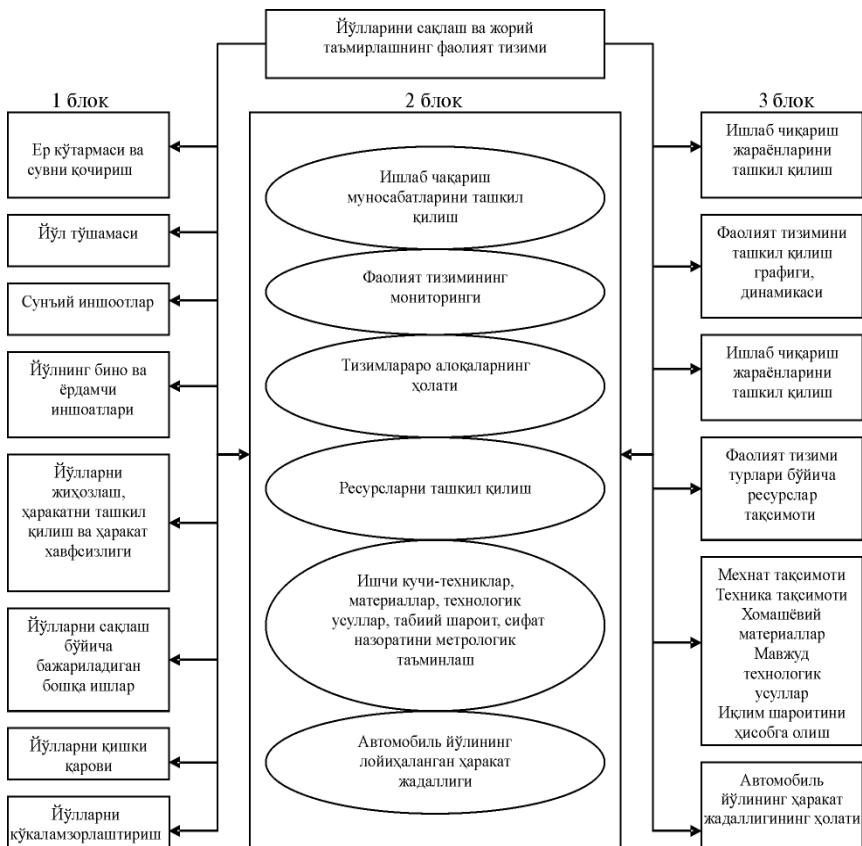 Йўлларини сақлаш ва жорий
таъмирлашнинг фаолият тизими
1 блок
Ер кўтармаси ва
сувни қочириш
Йўл тўшамаси
Сунъий иншоотлар
Йўлнинг бино ва
ёрдамчи
иншоатлари
Йўлларни
жиҳозлаш,
ҳаракатни ташкил
қилиш ва ҳаракат
хавфсизлиги
Йўлларни сақлаш
бўйича
бажариладиган
бошқа ишлар
Йўлларни қишки
қарови
Йўлларни
кўкаламзорлаштириш
2 блок
Ишлаб чақариш
муносабатларини ташкил
қилиш
Фаолият тизимининг
мониторинги
Тизимлараро алоқаларнинг
ҳолати
Ресурсларни ташкил қилиш
Ишчи кучи-техниклар,
материаллар, технологик
усуллар, табиий шароит, сифат
назоратини метрологик
таъминлаш
Автомобиль йўлининг
лойиҳаланган ҳаракат
жадаллиги
3 блок
Ишлаб чиқариш
жараёнларини
ташкил қилиш
Фаолият тизимини
ташкил қилиш
графиги,
динамикаси
Ишлаб чиқариш
жараёнларини
ташкил қилиш
Фаолият тизими
турлари бўйича
ресурслар
тақсимоти
Мехнат тақсимоти
Техника тақсимоти
Хомашёвий
материаллар
Мавжуд
технологик
усуллар
Иқлим шароитини
ҳисобга олиш
Автомобиль
йўлининг ҳаракат
жадаллигининг ҳолати